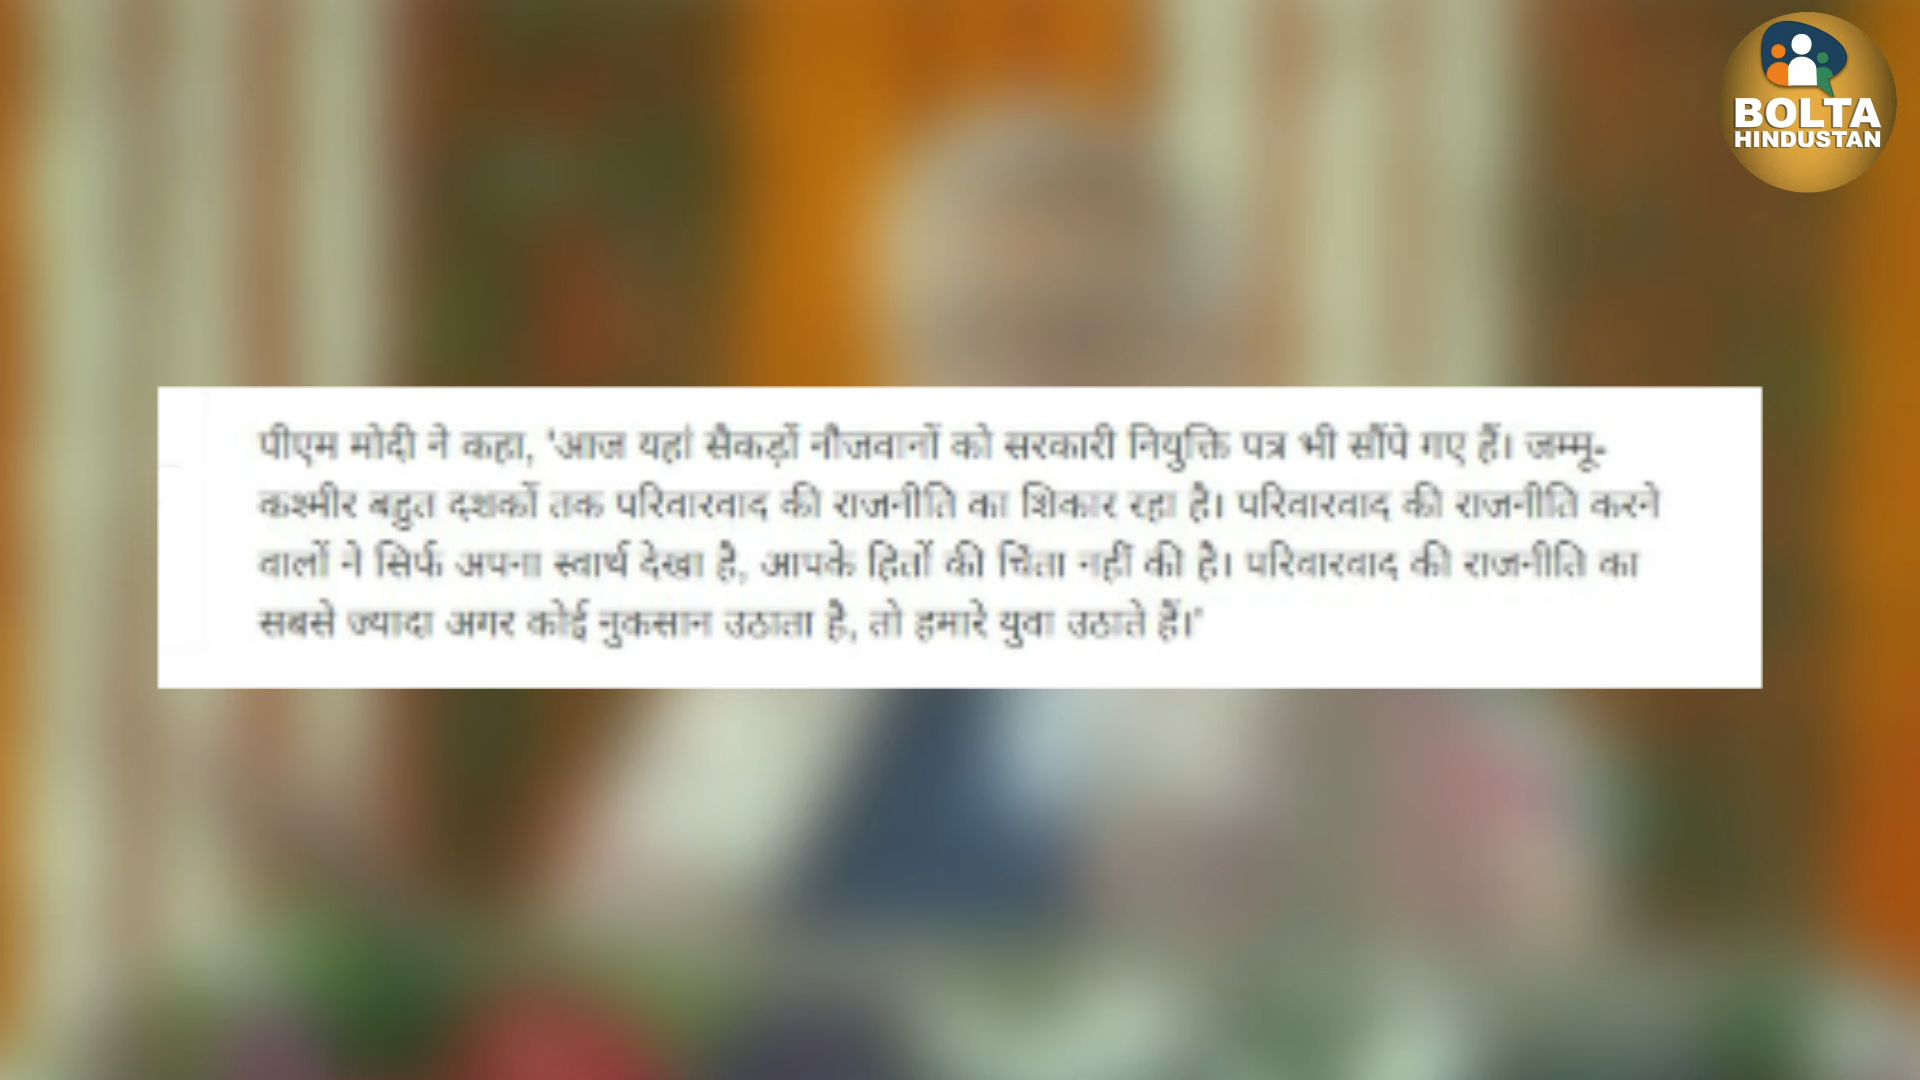 BOLTA
HINDUSTAN
पीएम मोदी ने कहा, 'आज यहां सैकड़ों नौजवानों को सरकारी नियुक्ति पत्र भी सौंपे गए हैं। जम्मू-
कश्मीर बहुत दशकों तक परिवारवाद की राजनीति का शिकार रहा है। परिवारवाद की राजनीति करने
वालों ने सिर्फ अपना स्वार्थ देखा है, आपके हितों की चिंता नहीं की है। परिवारवाद की राजनीति का
सबसे ज्यादा अगर कोई नुकसान उठाता है, तो हमारे युवा उठाते हैं।'